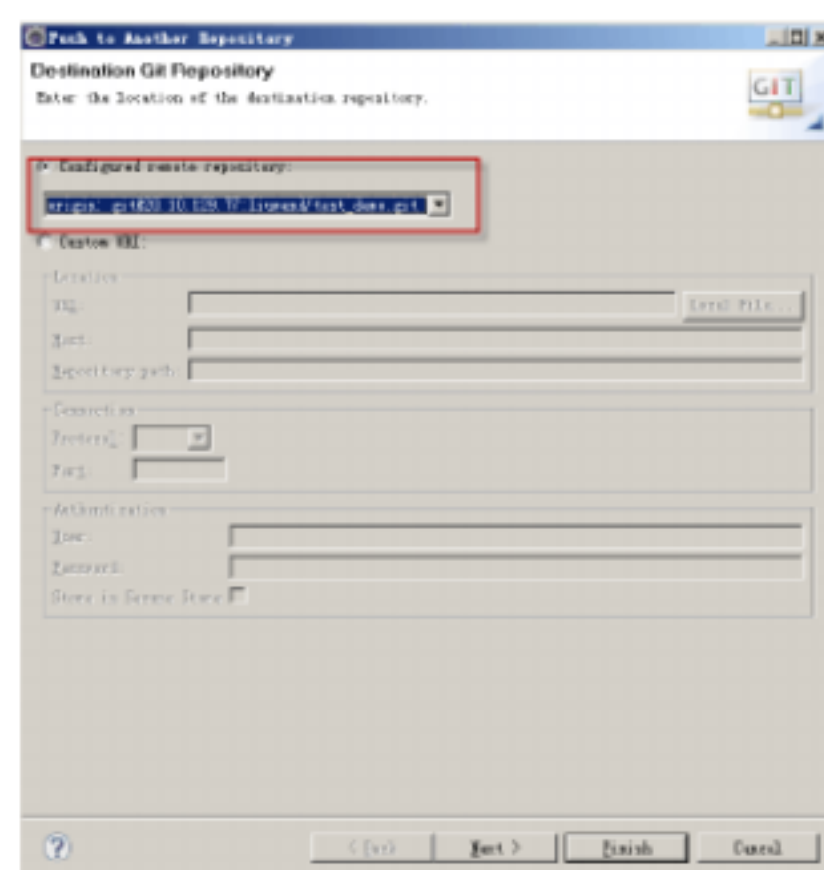 Push to Another Repository
Destination Git Repository
Enter the location of the destination repository.
GIT
Configured remote repository:
Custom URI:
Location
URI:
Local File...
Host:
Repository path:
Connection
Protocol:
Port:
Authentication
User:
Password:
Store in Secure Store
Next >
Finish
Cancel